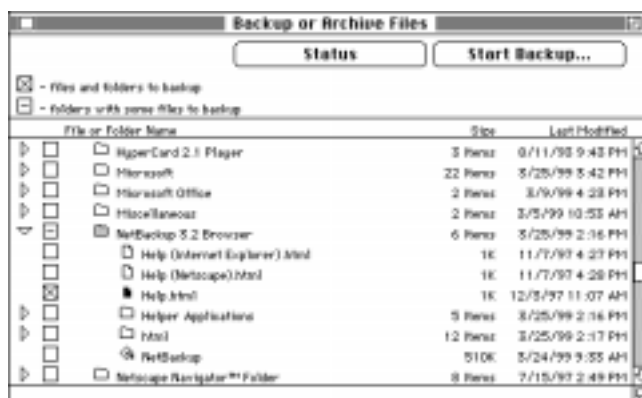 Backup or Archive Files
Status Start Backup...
- files and folders to backup
- folders with some files to backup
File or Folder Name Size Last Modified
HyperCard 2.1 Player 3 items 8/11/93 9:43 PM
Microsoft 22 items 3/25/99 3:42 PM
Microsoft Office 2 items 3/9/99 4:23 PM
Miscellaneous 2 items 3/5/99 10:53 AM
NetBackup 3.2 Browser 6 items 3/25/99 2:16 PM
Help (Internet Explorer).html 1K 11/7/97 4:27 PM
Help (Netscape).html 1K 11/7/97 4:28 PM
Help.html 1K 12/3/97 11:07 AM
Helper Applications 5 items 3/25/99 2:16 PM
html 12 items 3/25/99 2:17 PM
NetBackup 510K 3/24/99 9:33 AM
Netscape Navigator™ Folder 8 items 7/15/97 2:49 PM